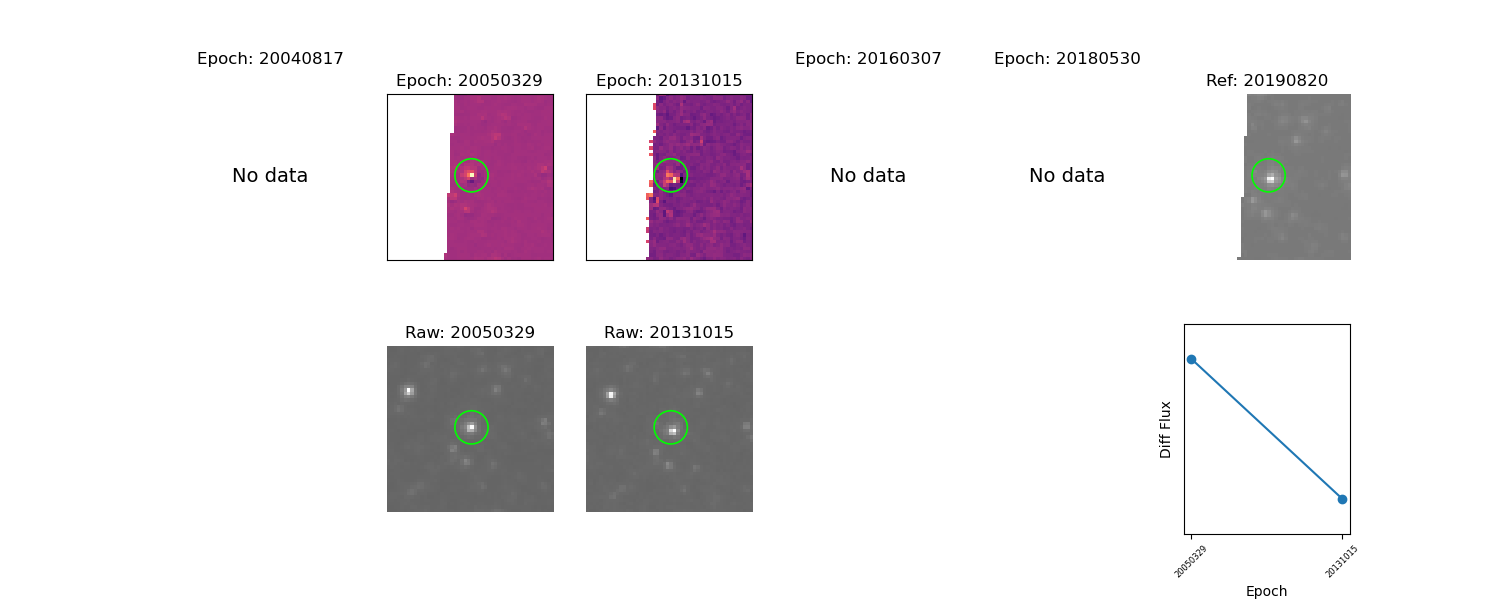 Epoch: 20040817
Epoch: 20160307
Epoch: 20180530
Epoch: 20050329
Epoch: 20131015
Ref: 20190820
No data
No data
No data
Raw: 20050329
Raw: 20131015
Diff Flux
20050329
20131015
Epoch